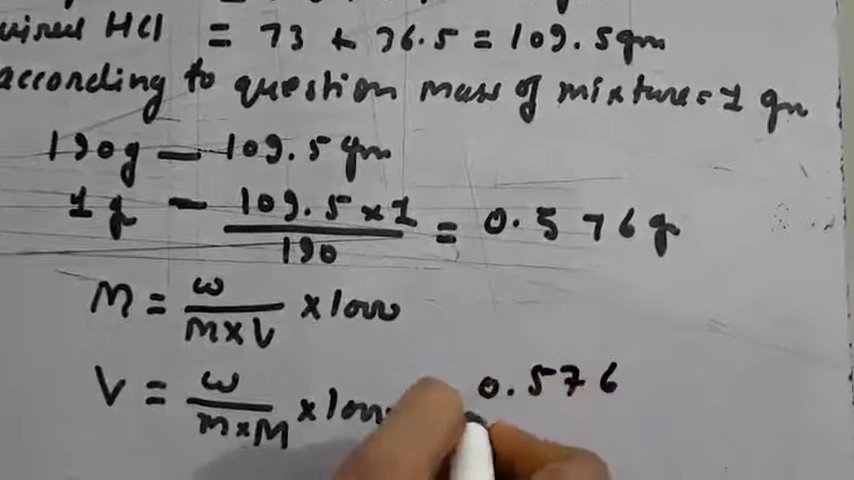 HCl = 73 + 36.5 = 109.5 gm
according to question mass of mixture = 1 gm
190g — 109.5 gm
1 g — 109.5 x 1
190
= 0.576 g
M = w
m x V
x 1000
V = w
m x M
x 1000
0.576